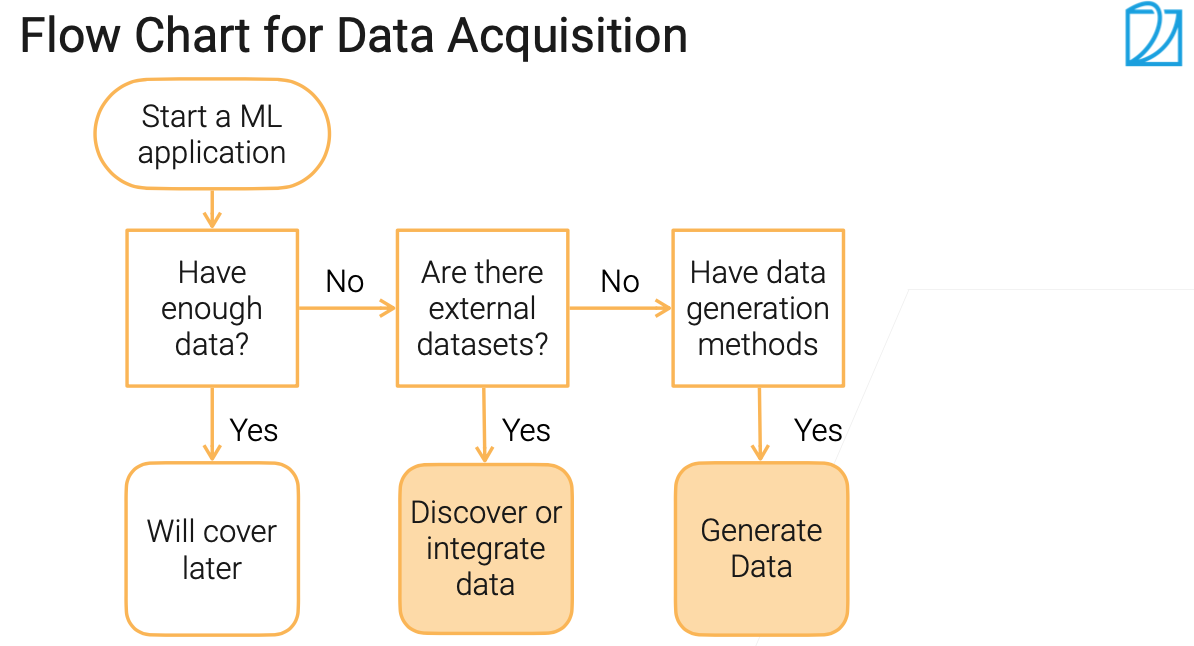 Flow Chart for Data Acquisition
Start a ML
application
Have
enough
data?
No
Are there
external
datasets?
No
Have data
generation
methods
Yes
Yes
Yes
Will cover
later
Discover or
integrate
data
Generate
Data